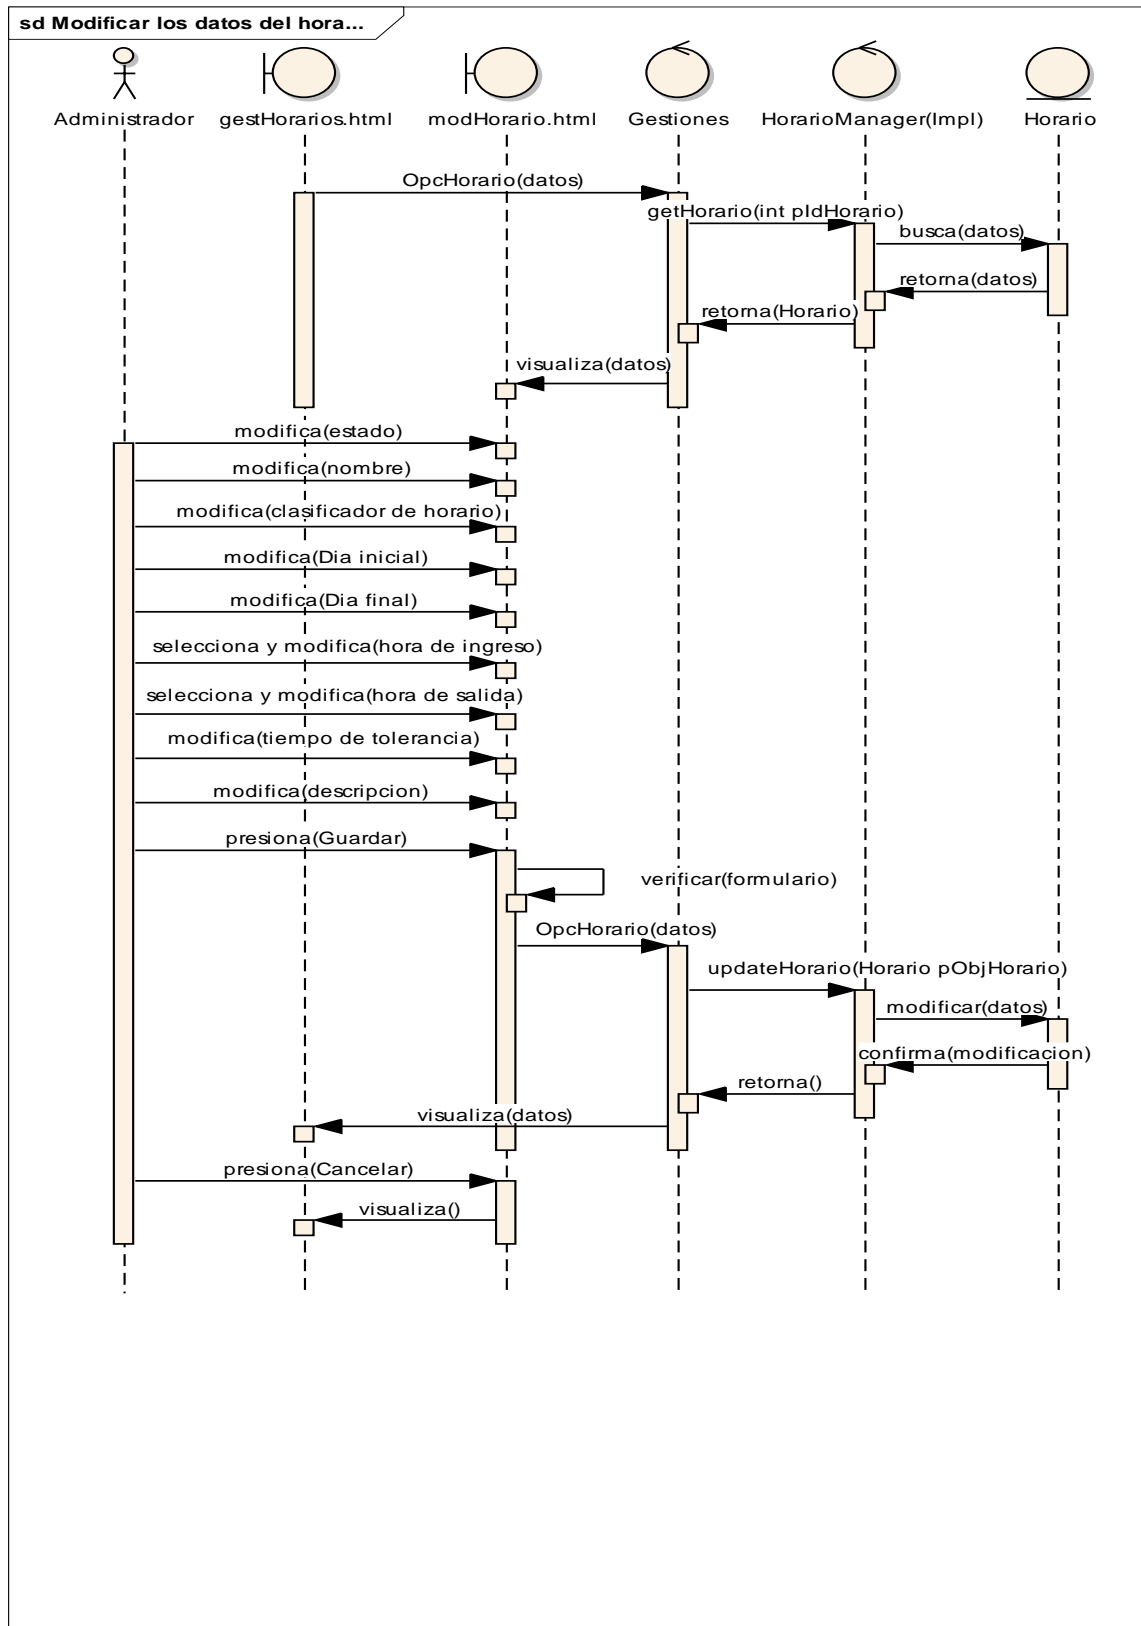 sd Modificar los datos del hora...
Administrador
gestHorarios.html
modHorario.html
Gestiones
HorarioManager(Impl)
Horario
OpcHorario(datos)
getHorario(int pIdHorario)
busca(datos)
retorna(datos)
retorna(Horario)
visualiza(datos)
modifica(estado)
modifica(nombre)
modifica(clasificador de horario)
modifica(Dia inicial)
modifica(Dia final)
selecciona y modifica(hora de ingreso)
selecciona y modifica(hora de salida)
modifica(tiempo de tolerancia)
modifica(descripcion)
presiona(Guardar)
verificar(formulario)
OpcHorario(datos)
updateHorario(Horario pObjHorario)
modificar(datos)
confirma(modificacion)
retorna()
visualiza(datos)
presiona(Cancelar)
visualiza()